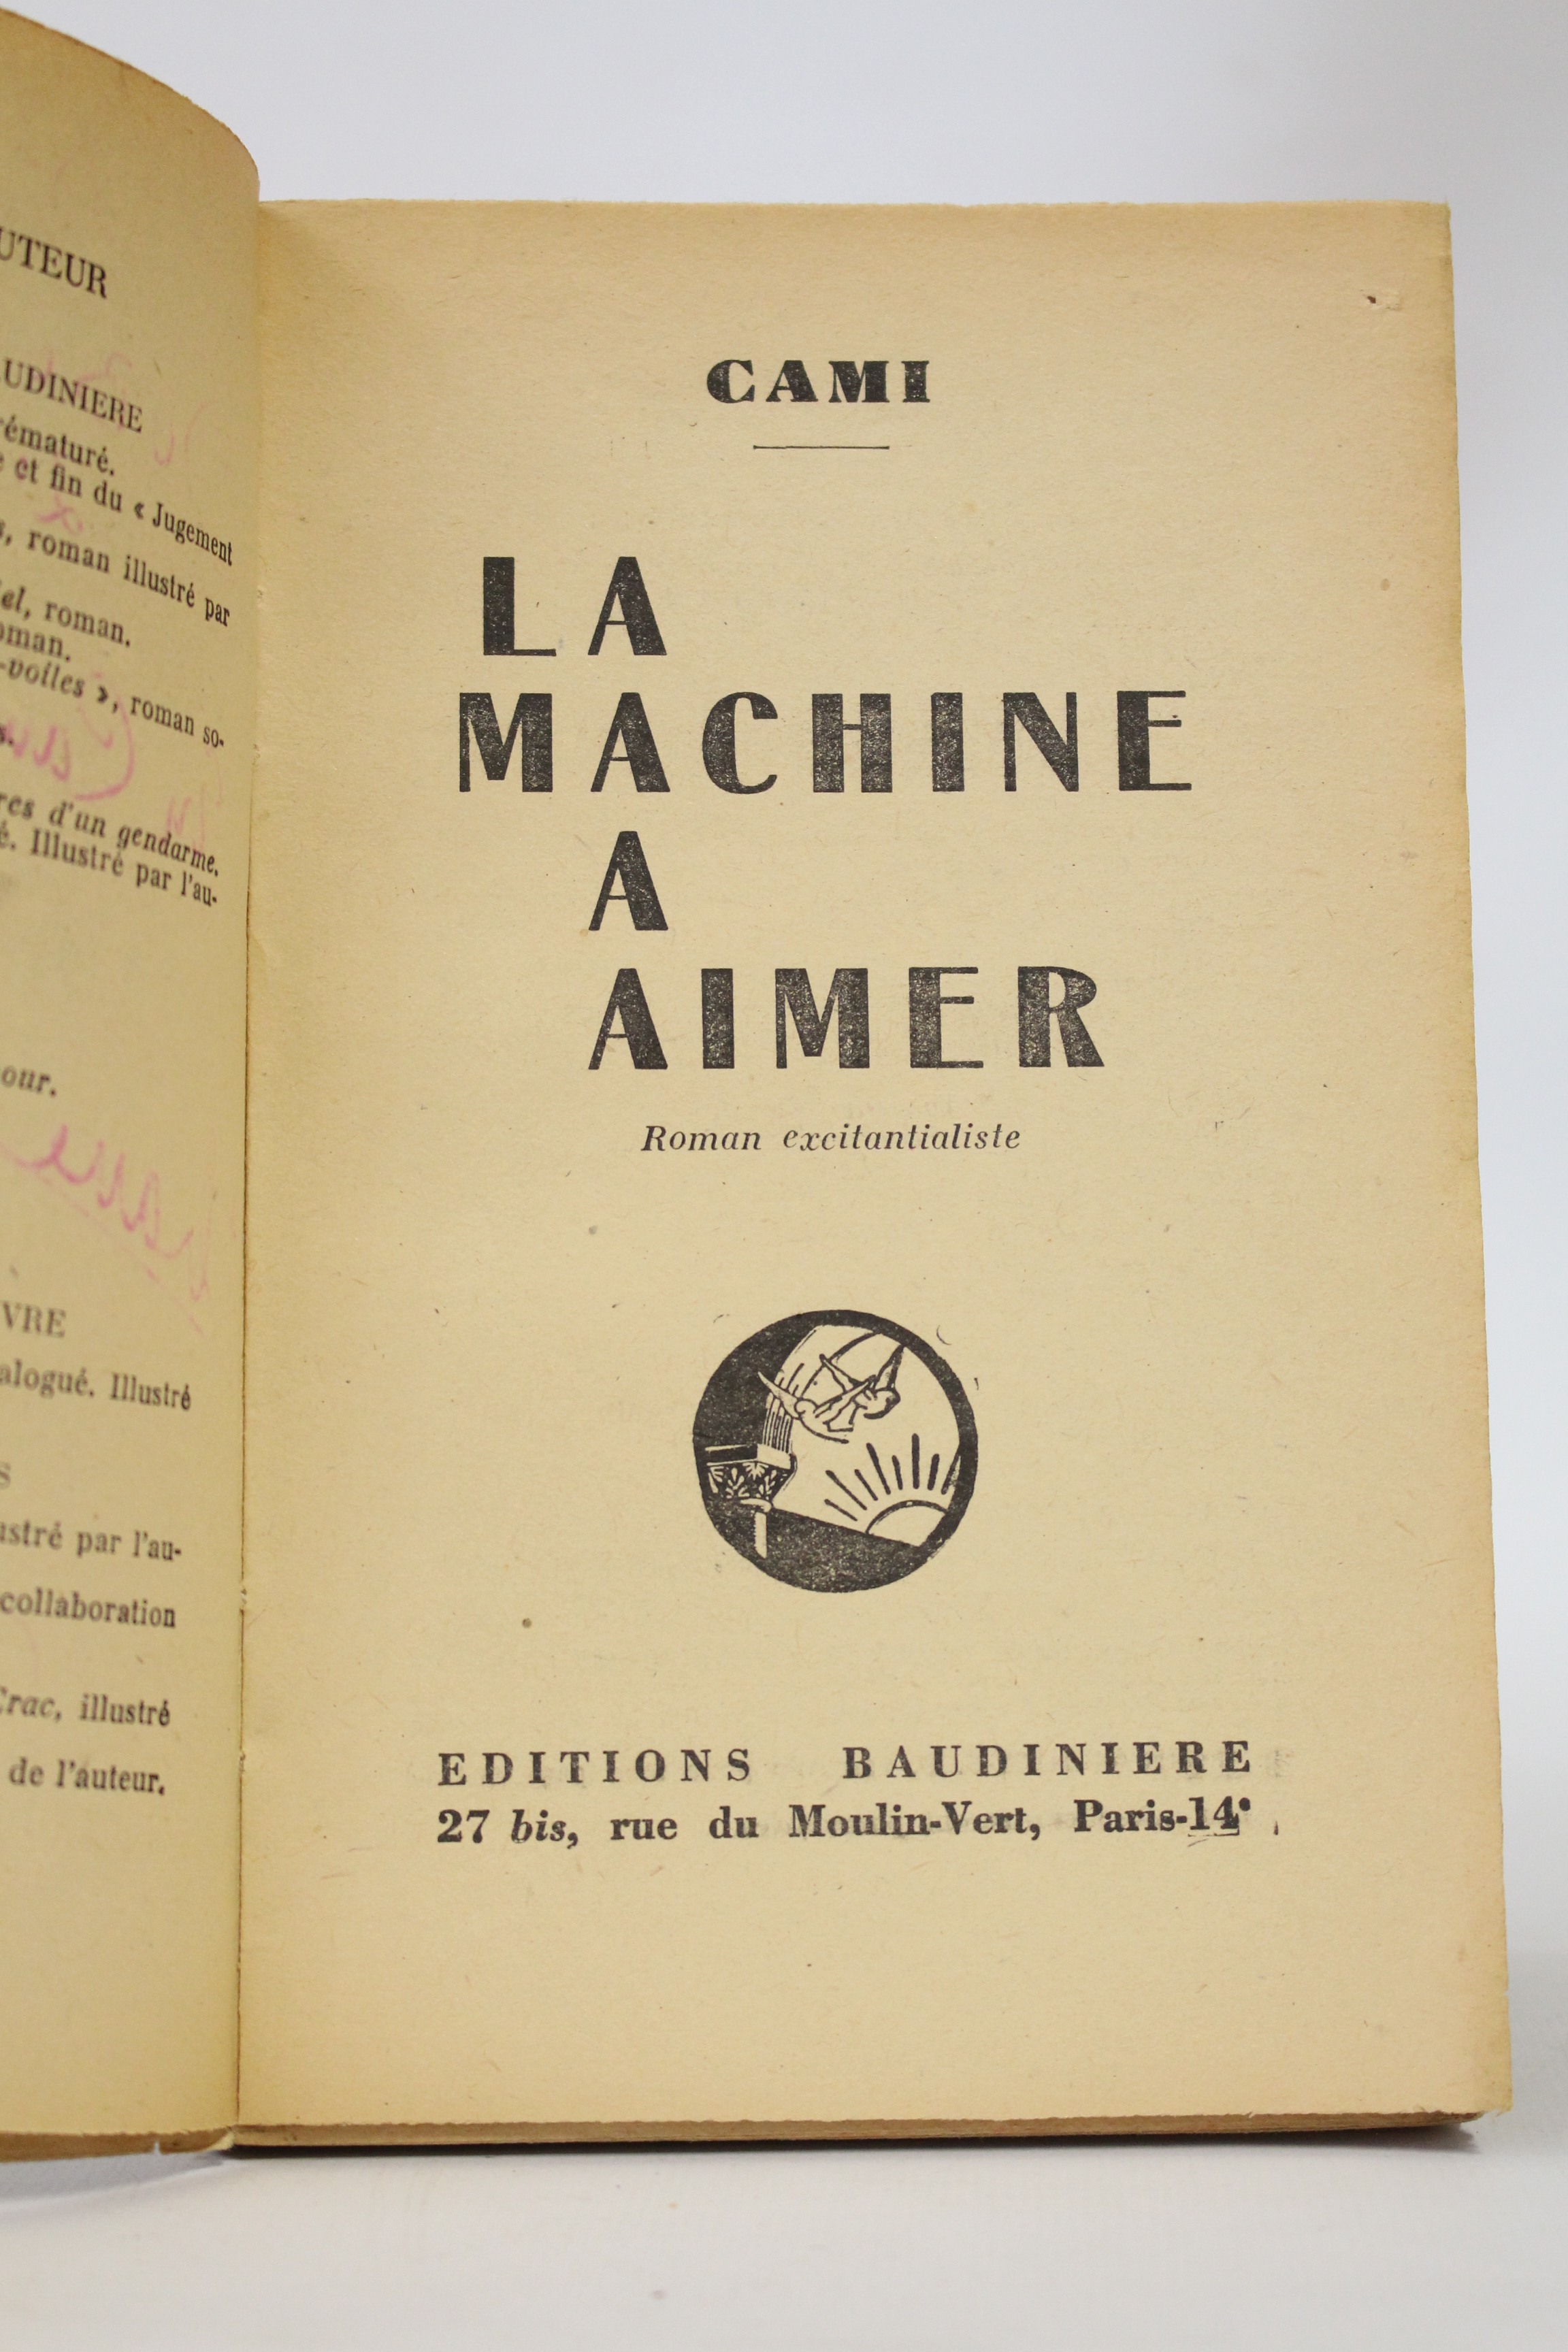 UTEUR
AUDINIERE
rématuré.
et fin du « Jugement
s, roman illustré par
el, roman.
oman.
-voiles », roman so-
s.
res d'un gendarme.
é. Illustré par l'au-
our.
VRE
alogué. Illustré
S
ustré par l'au-
collaboration
Crac, illustré
de l'auteur.
CAMI
LA
MACHINE
A
AIMER
Roman excitantialiste
EDITIONS BAUDINIERE
27 bis, rue du Moulin-Vert, Paris-14e